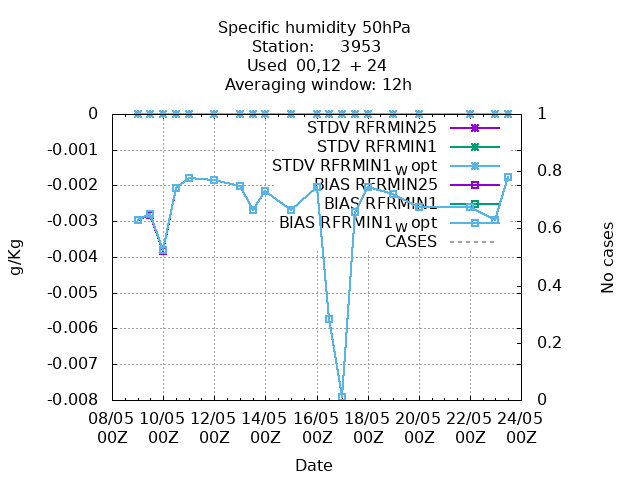 Specific humidity 50hPa
Station: 3953
Used 00,12 + 24
Averaging window: 12h
0
-0.001
-0.002
-0.003
-0.004
-0.005
-0.006
-0.007
-0.008
g/Kg
STDV RFRMIN25
STDV RFRMIN1
STDV RFRMIN1w opt
BIAS RFRMIN25
BIAS RFRMIN1
BIAS RFRMIN1w opt
CASES
1
0.8
0.6
0.4
0.2
0
No cases
08/05 10/05 12/05 14/05 16/05 18/05 20/05 22/05 24/05
00Z 00Z 00Z 00Z 00Z 00Z 00Z 00Z 00Z
Date